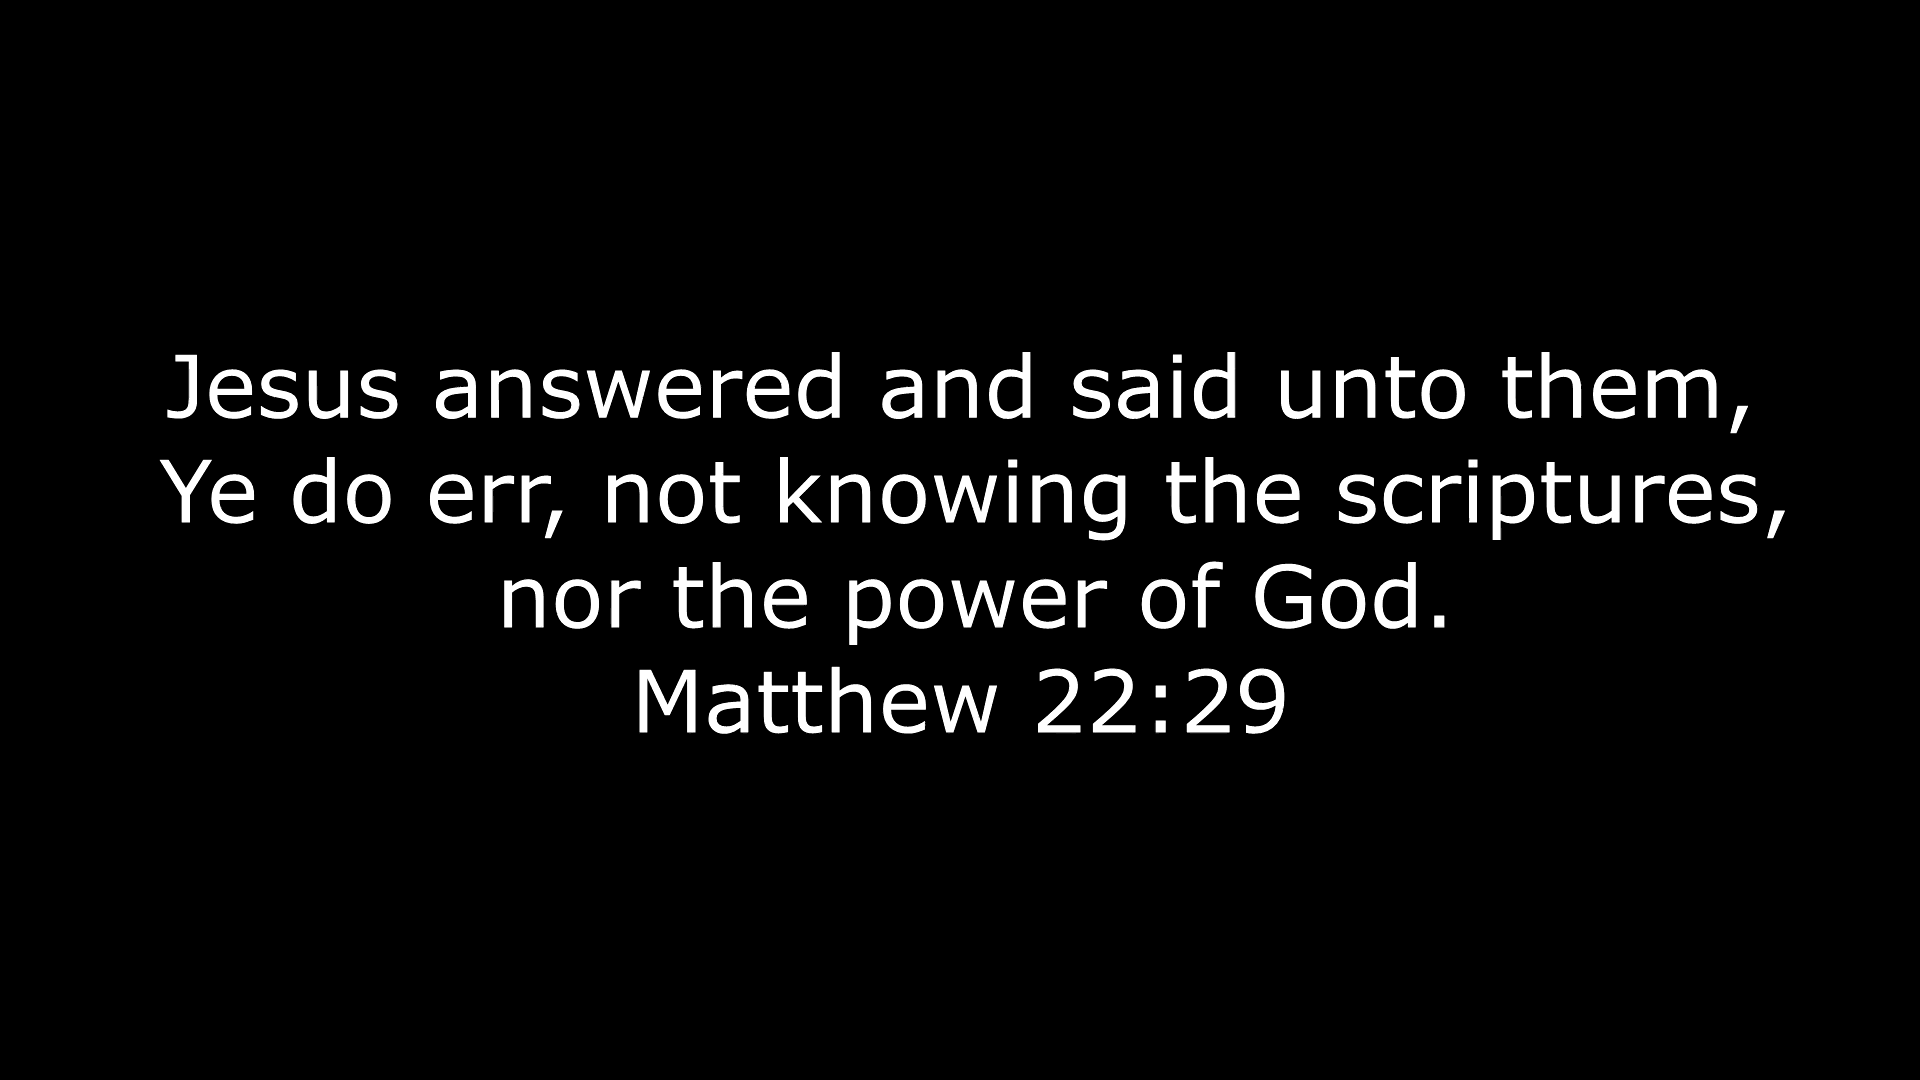 Jesus answered and said unto them,
Ye do err, not knowing the scriptures,
nor the power of God.
Matthew 22:29